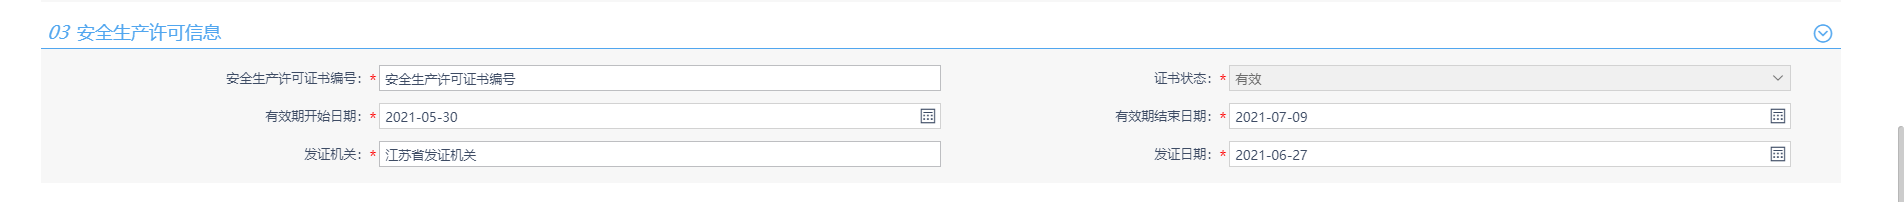 03 安全生产许可信息
安全生产许可证书编号： * 安全生产许可证书编号 证书状态： * 有效
有效期开始日期： * 2021-05-30 有效期结束日期： * 2021-07-09
发证机关： * 江苏省发证机关 发证日期： * 2021-06-27